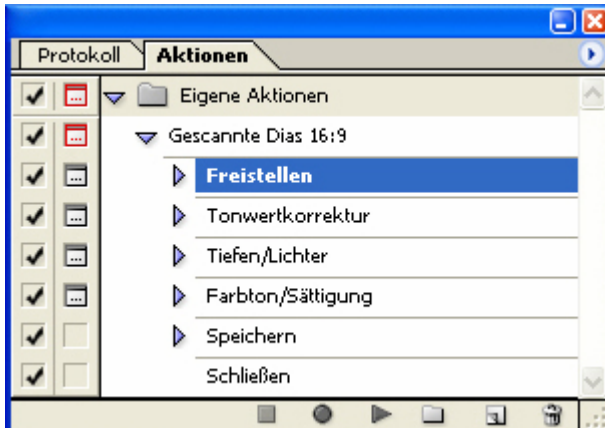 Protokoll Aktionen
Eigene Aktionen
Gescannte Dias 16:9
Freistellen
Tonwertkorrektur
Tiefen/Lichter
Farbton/Sättigung
Speichern
Schließen